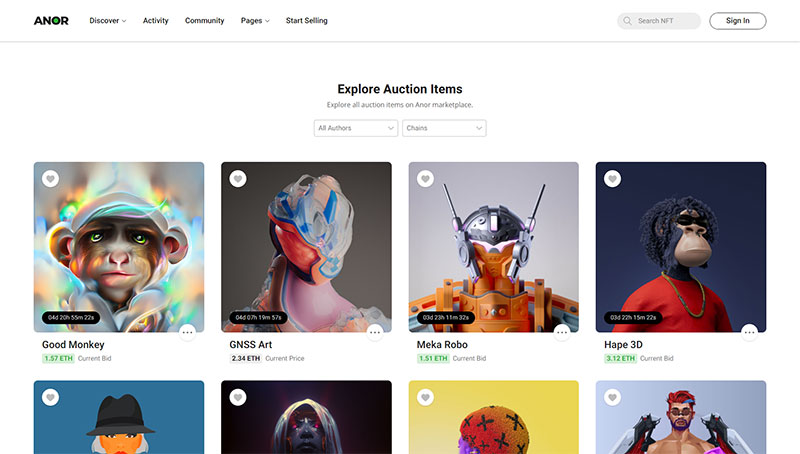 ANOR Discover Activity Community Pages Start Selling Search NFT Sign In
Explore Auction Items
Explore all auction items on Anor marketplace.
All Authors Chains
04d 20h 55m 22s 04d 07h 19m 57s 03d 23h 11m 32s 03d 22h 15m 22s
Good Monkey GNSS Art Meka Robo Hape 3D
1.57 ETH Current Bid 2.34 ETH Current Price 1.51 ETH Current Bid 3.12 ETH Current Bid